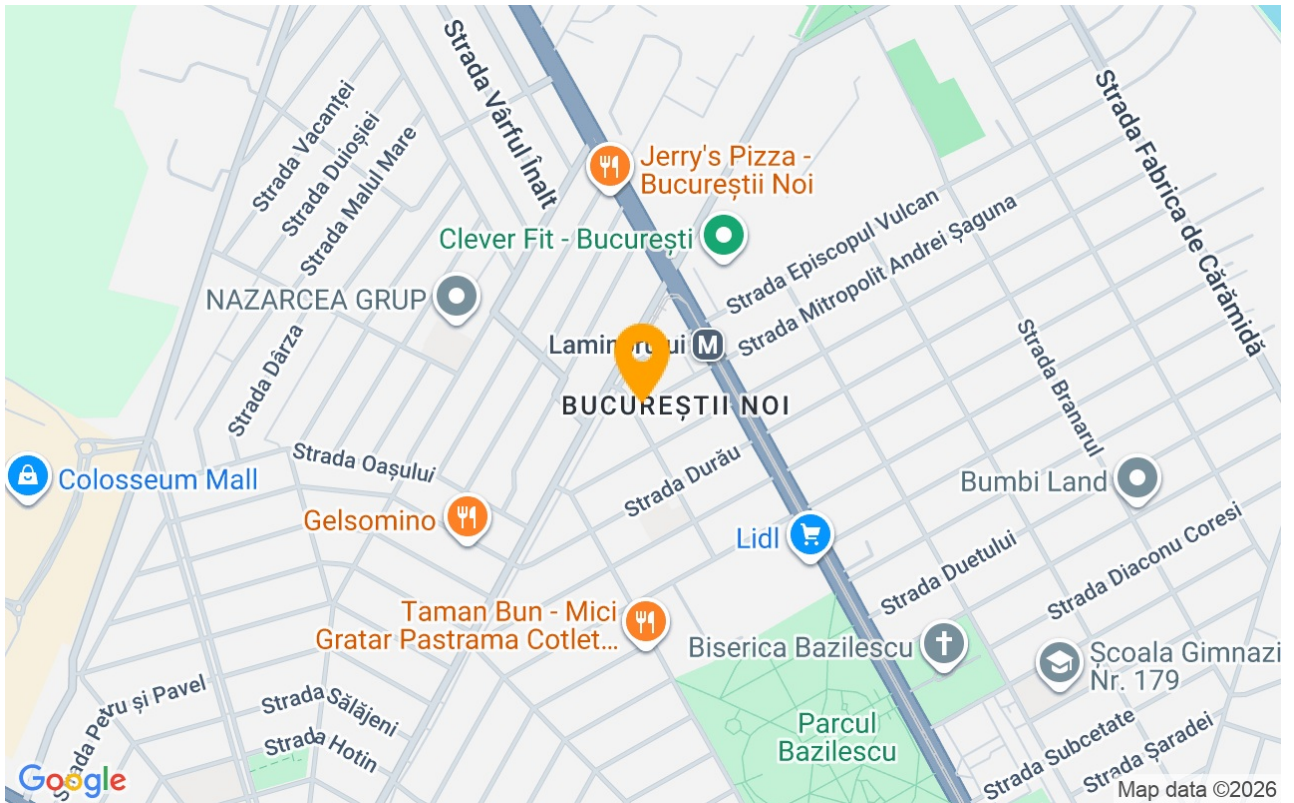 Strada Vârful Înalt
Strada Vacanței
Strada Duioșiei
Strada Malul Mare
Jerry's Pizza -
Bucureștii Noi
Strada Fabrica de Cărămidă
Clever Fit - București
Strada Episcopul Vulcan
Strada Mitropolit Andrei Șaguna
NAZARCEA GRUP
Strada Dârza
M
Strada Branarul
BUCUREȘTII NOI
Strada Oașului
Colosseum Mall
Strada Durău
Bumbi Land
Gelsomino
Lidl
Strada Duetului
Strada Diaconu Coresi
Taman Bun - Mici
Gratar Pastrama Cotlet...
Biserica Bazilescu
Școala Gimnazi
Nr. 179
Strada Petru și Pavel
Strada Sălăjeni
Strada Hotin
Parcul
Bazilescu
Strada Subcetate
Strada Șaradei
Google
Map data ©2026